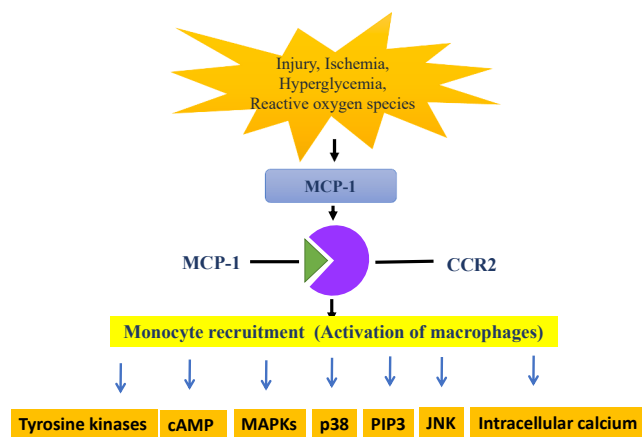 Injury, Ischemia,
Hyperglycemia,
Reactive oxygen species
MCP-1
MCP-1
CCR2
Monocyte recruitment (Activation of macrophages)
Tyrosine kinases
cAMP
MAPKs
p38
PIP3
JNK
Intracellular calcium